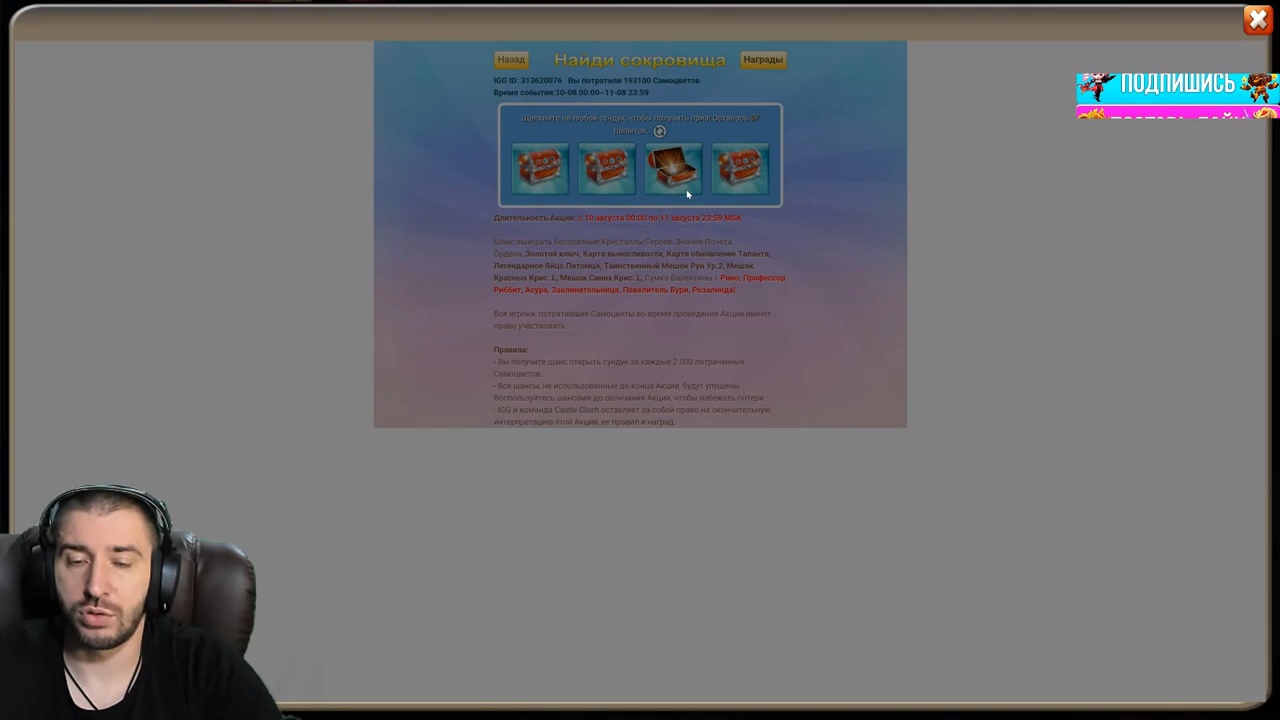 ПОДПИШИСЬ
Назад
Найди сокровища
Награды
IGG ID: 313620076 Вы потратили 193100 Самоцветов.
Время события:10-08 00:00~11-08 23:59
Щелкните на любой сундук, чтобы получить приз! Осталось 67
попыток.
Длительность Акции: с 10 августа 00:00 по 11 августа 23:59 MSK
Шанс выиграть бесплатные Кристаллы Героев, Значки Почета,
Ордена, Золотой ключ, Карта выносливости, Карта обновления Таланта,
Легендарное Яйцо Питомца, Таинственный Мешок Рун Ур.2, Мешок
Красных Крис. L, Мешок Синих Крис. L, Сумка Валентины I, Рино, Профессор
Риббит, Асура, Заклинательница, Повелитель Бури, Розалинда!
Все игроки, потратившие Самоцветы во время проведения Акции имеют
право участвовать.
Правила:
- Вы получите шанс открыть сундук за каждые 2 000 потраченных
Самоцветов.
- Все шансы, не использованные до конца Акции, будут упущены.
Воспользуйтесь шансами до окончания Акции, чтобы избежать потери.
- IGG и команда Castle Clash оставляет за собой право на окончательную
интерпретацию этой Акции, ее правил и наград.